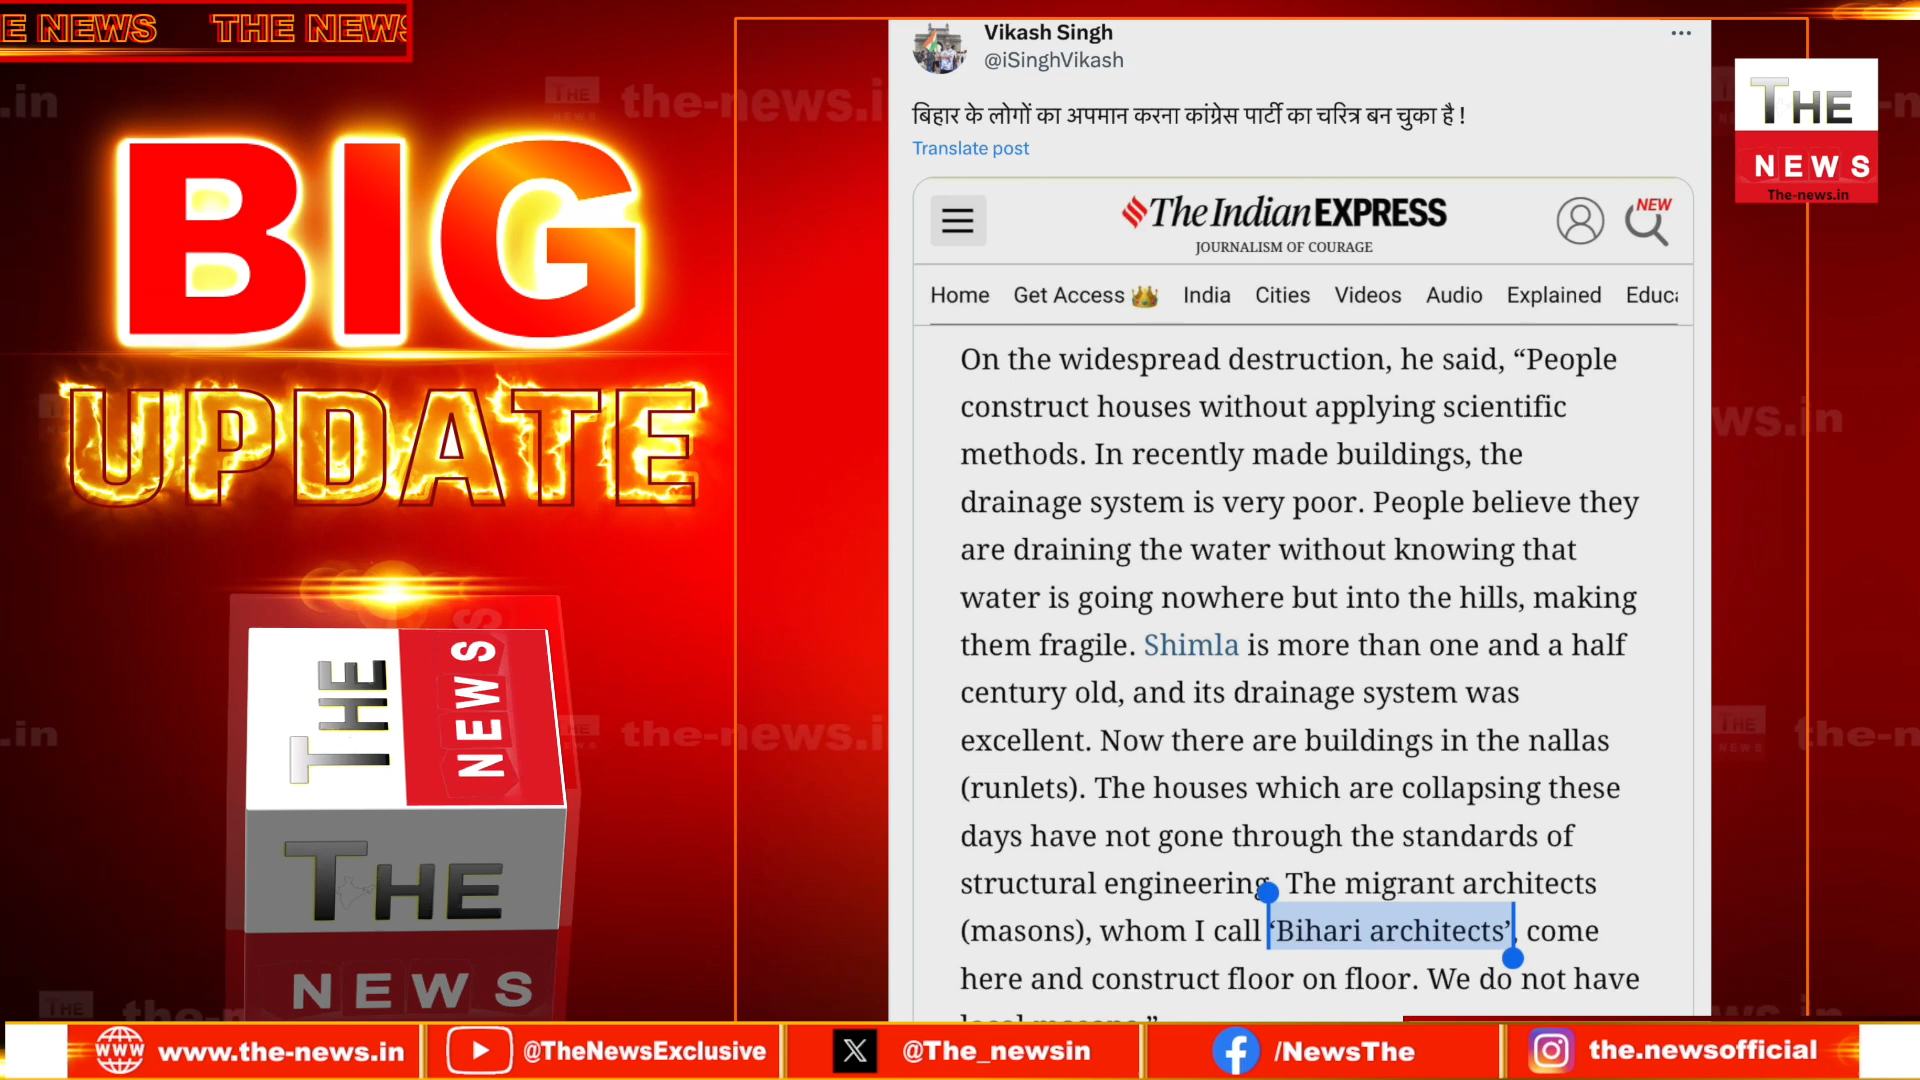 THE NEWS
BIG
UPDATE
THE
NEWS
THE
NEWS
Vikash Singh
@iSinghVikash
बिहार के लोगों का अपमान करना कांग्रेस पार्टी का चरित्र बन चुका है !
Translate post
The Indian EXPRESS
JOURNALISM OF COURAGE
NEW
Home Get Access India Cities Videos Audio Explained
On the widespread destruction, he said, “People
construct houses without applying scientific
methods. In recently made buildings, the
drainage system is very poor. People believe they
are draining the water without knowing that
water is going nowhere but into the hills, making
them fragile. Shimla is more than one and a half
century old, and its drainage system was
excellent. Now there are buildings in the nallas
(runlets). The houses which are collapsing these
days have not gone through the standards of
structural engineering. The migrant architects
(masons), whom I call ‘Bihari architects’, come
here and construct floor on floor. We do not have
THE
NEWS
The-news.in
www.the-news.in
@TheNewsExclusive
@The_newsin
/NewsThe
the.newsofficial